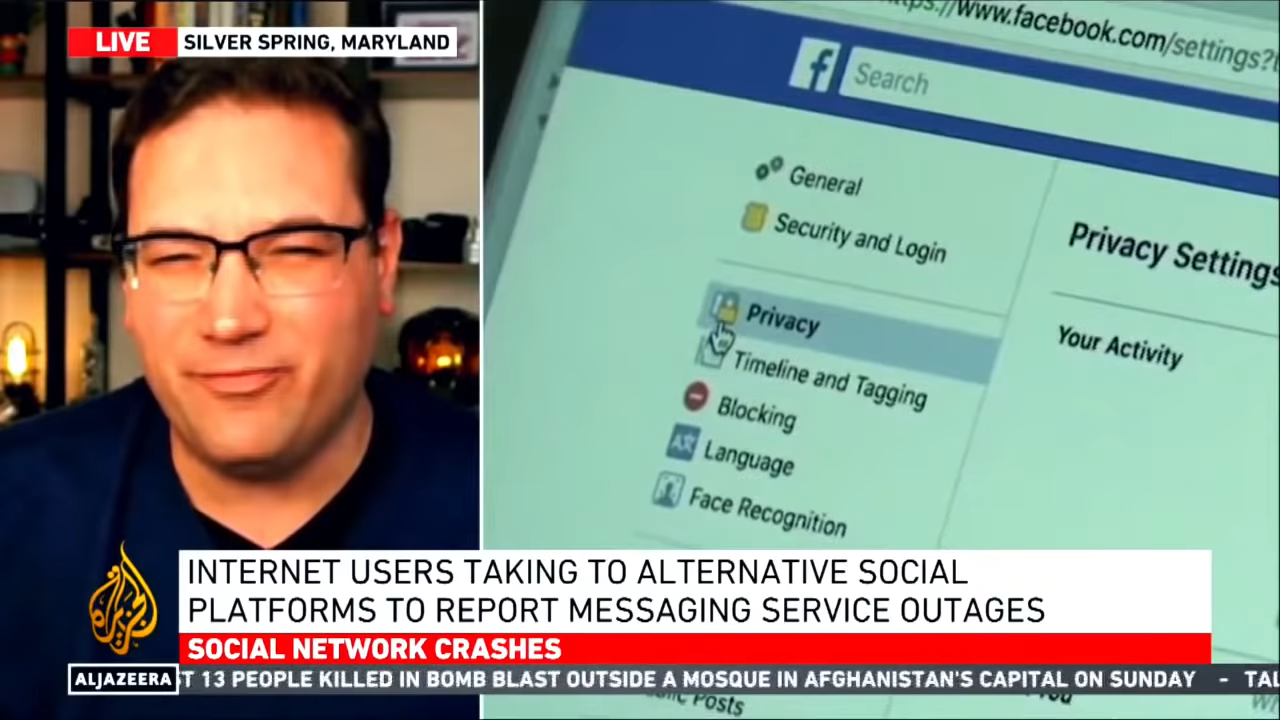 LIVE
SILVER SPRING, MARYLAND
https://www.facebook.com/settings?
Search
General
Security and Login
Privacy
Timeline and Tagging
Blocking
Language
Face Recognition
Privacy Settings
Your Activity
INTERNET USERS TAKING TO ALTERNATIVE SOCIAL
PLATFORMS TO REPORT MESSAGING SERVICE OUTAGES
SOCIAL NETWORK CRASHES
ALJAZEERA
13 PEOPLE KILLED IN BOMB BLAST OUTSIDE A MOSQUE IN AFGHANISTAN'S CAPITAL ON SUNDAY -
Posts